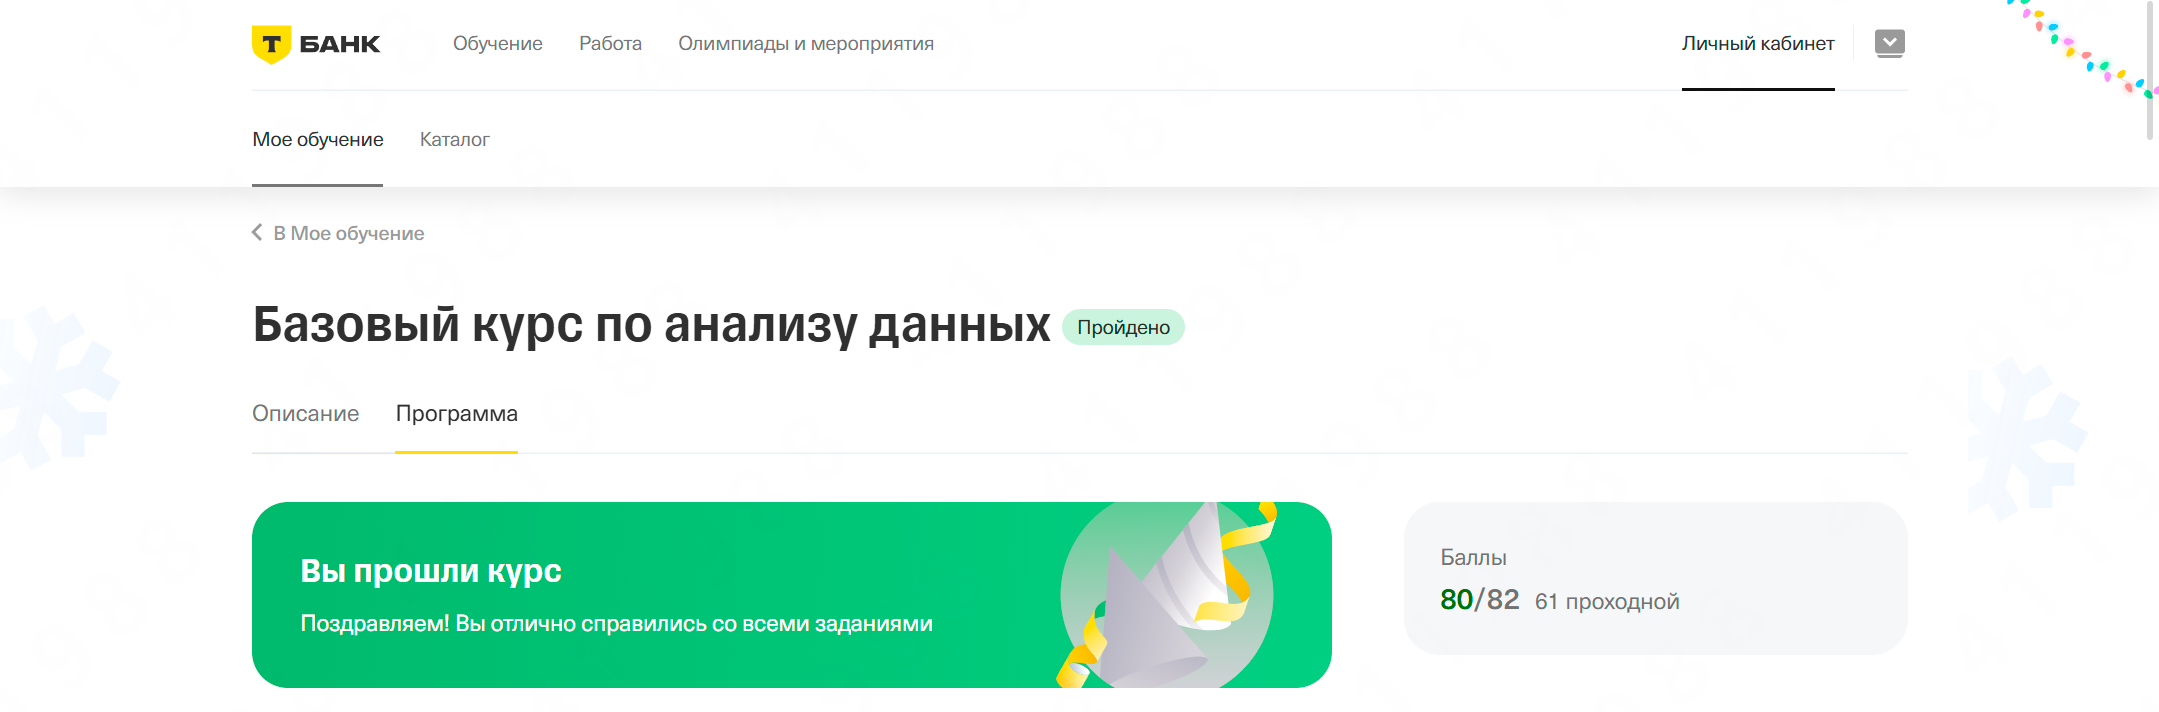 Т БАНК
Обучение
Работа
Олимпиады и мероприятия
Личный кабинет
Мое обучение
Каталог
В Мое обучение
Базовый курс по анализу данных
Пройдено
Описание
Программа
Вы прошли курс
Поздравляем! Вы отлично справились со всеми заданиями
Баллы
80/82 61 проходной